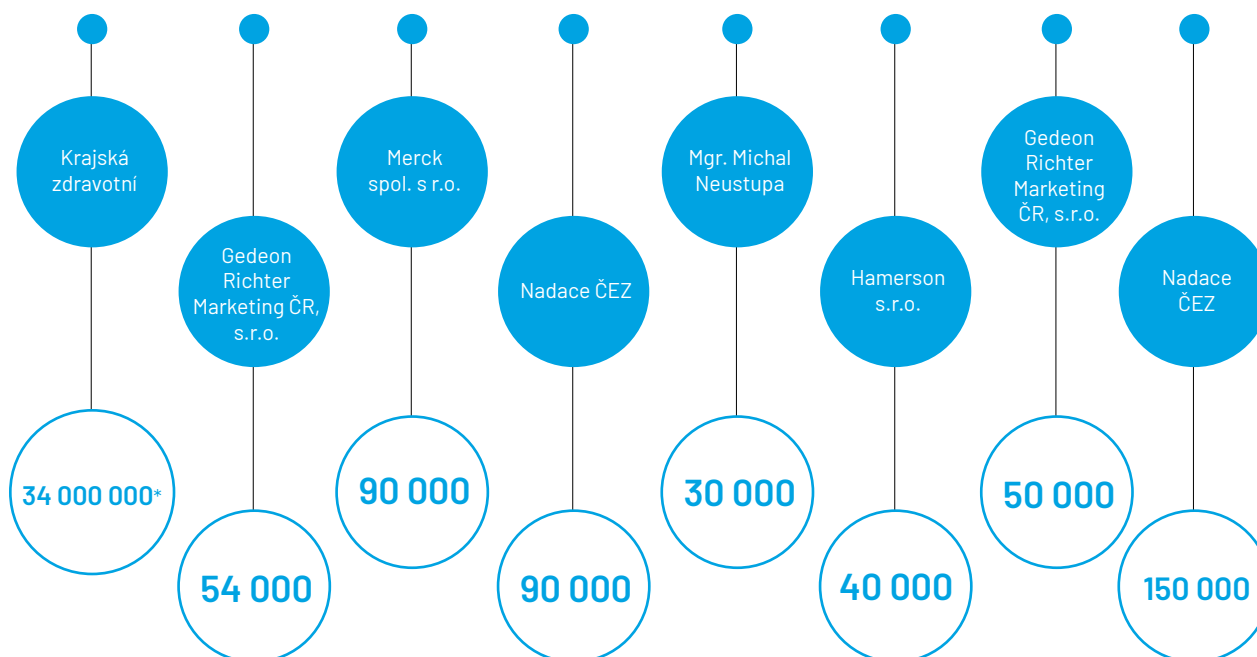 Krajská
zdravotní
34 000 000*
Gedeon
Richter
Marketing ČR,
s.r.o.
54 000
Merck
spol. s r.o.
90 000
Nadace ČEZ
90 000
Mgr. Michal
Neustupa
30 000
Hamerson
s.r.o.
40 000
Gedeon
Richter
Marketing
ČR, s.r.o.
50 000
Nadace
ČEZ
150 000